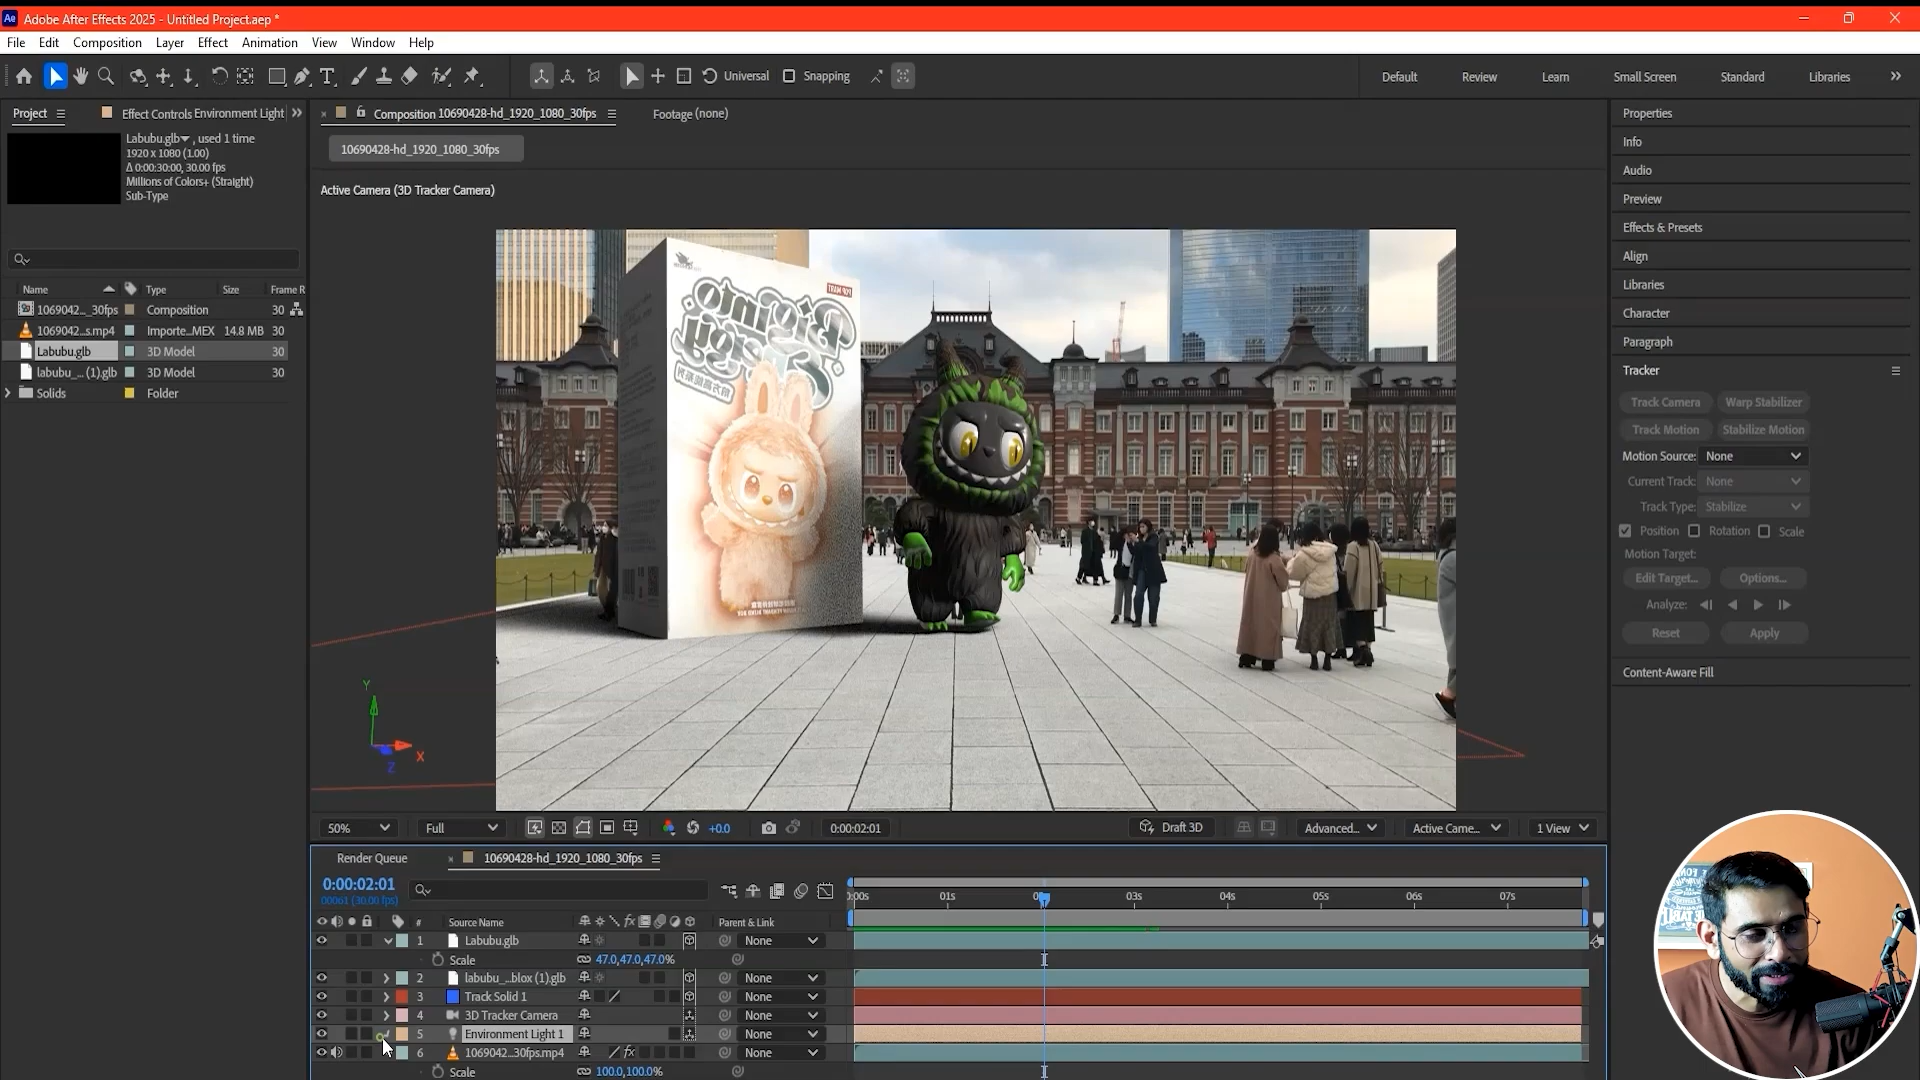 Adobe After Effects 2025 - Untitled Project.aep *
File Edit Composition Layer Effect Animation View Window Help
Universal Snapping
Default Review Learn Small Screen Standard Libraries
Project Effect Controls Environment Light
Labubu.glb , used 1 time
1920 x 1080 (1.00)
Δ 0:00:30:00, 30.00 fps
Millions of Colors+ (Straight)
Sub-Type
Name Type Size Frame R
1069042..._30fps Composition 30
1069042...s.mp4 Importe...MEX 14.8 MB 30
Labubu.glb 3D Model 30
labubu_... (1).glb 3D Model 30
Solids Folder
Composition 10690428-hd_1920_1080_30fps
Footage (none)
10690428-hd_1920_1080_30fps
Active Camera (3D Tracker Camera)
POP MART
Big into
Y
X
Z
50% Full +0.0 0:00:02:01 Draft 3D Advanced... Active Came... 1 View
Properties
Info
Audio
Preview
Effects & Presets
Align
Libraries
Character
Paragraph
Tracker
Track Camera Warp Stabilizer
Track Motion Stabilize Motion
Motion Source: None
Current Track: None
Track Type: Stabilize
Position Rotation Scale
Motion Target:
Edit Target... Options...
Analyze:
Reset Apply
Content-Aware Fill
Render Queue 10690428-hd_1920_1080_30fps
0:00:02:01
00061 (30.00 fps)
# Source Name Parent & Link
0:00s 01s 03s 04s 05s 06s 07s
1 Labubu.glb None
Scale 47.0,47.0,47.0%
2 labubu_...blox (1).glb None
3 Track Solid 1 None
4 3D Tracker Camera None
5 Environment Light 1 None
6 1069042...30fps.mp4 None
Scale 100.0,100.0%